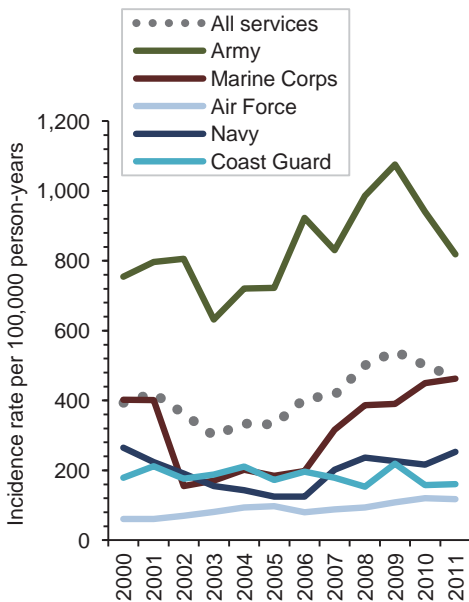 All services
Army
Marine Corps
Air Force
Navy
Coast Guard
Incidence rate per 100,000 person-years
1,200
1,000
800
600
400
200
0
2000
2001
2002
2003
2004
2005
2006
2007
2008
2009
2010
2011